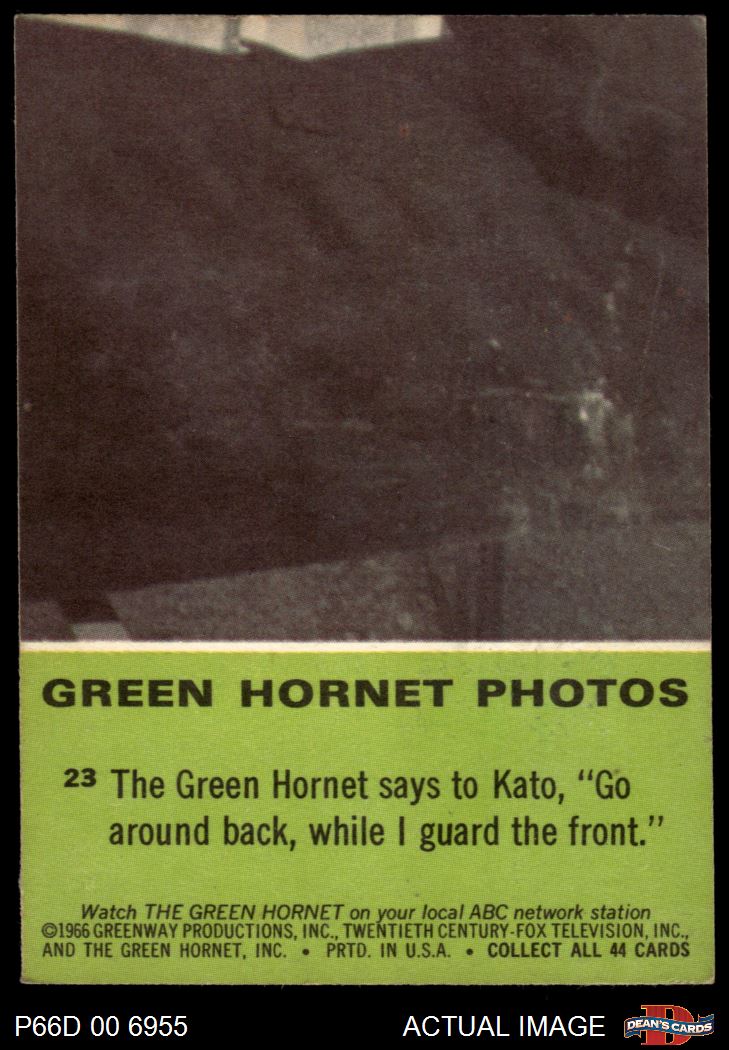 GREEN HORNET PHOTOS
23 The Green Hornet says to Kato, “Go
around back, while I guard the front.”
Watch THE GREEN HORNET on your local ABC network station
©1966 GREENWAY PRODUCTIONS, INC., TWENTIETH CENTURY-FOX TELEVISION, INC.,
AND THE GREEN HORNET, INC. • PRTD. IN U.S.A. • COLLECT ALL 44 CARDS
P66D 00 6955 ACTUAL IMAGE D DEAN'S CARDS